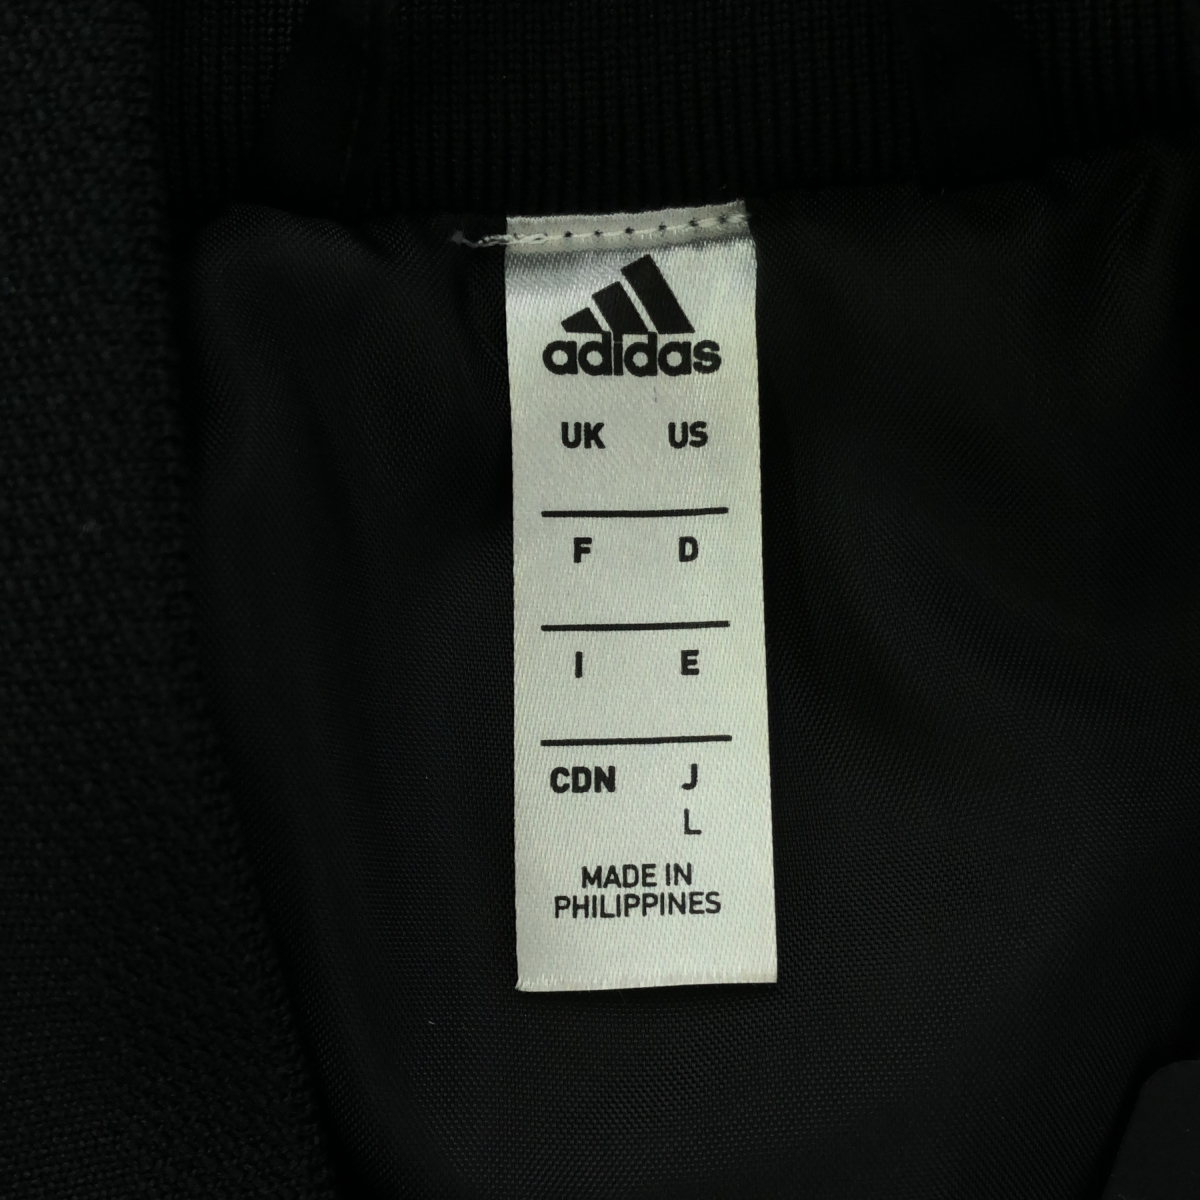 adidas
UK US
F D
I E
CDN J
L
MADE IN
PHILIPPINES